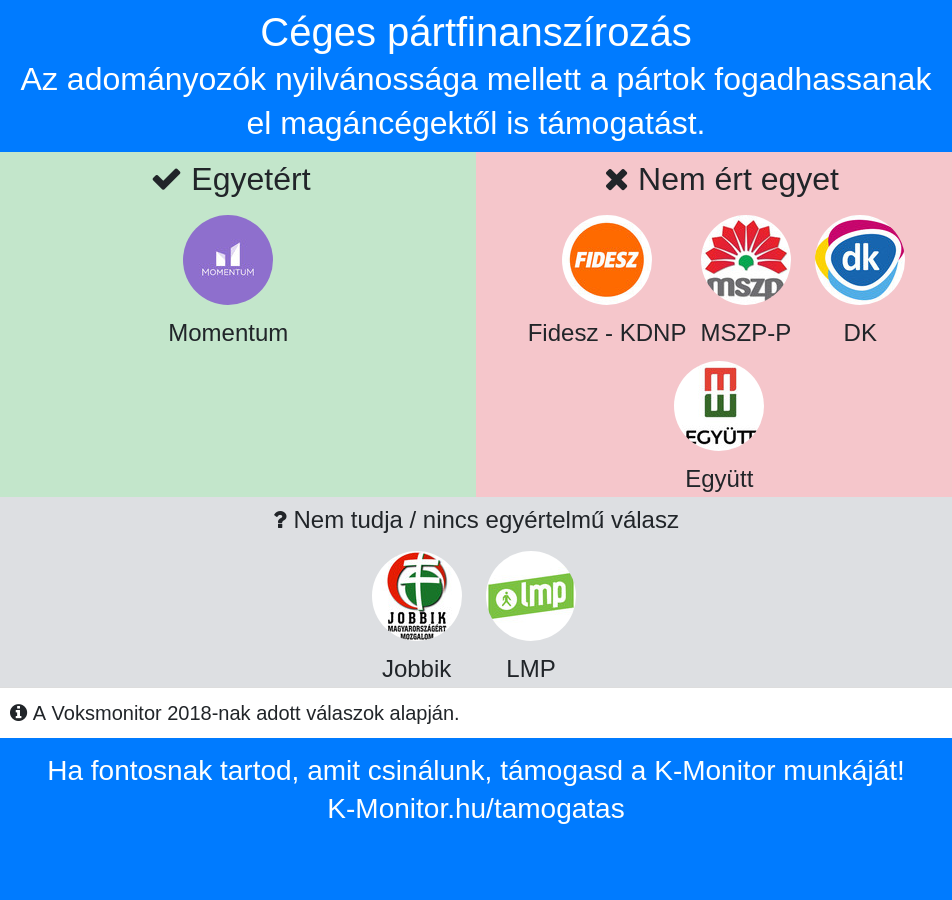 Céges pártfinanszírozás
Az adományozók nyilvánossága mellett a pártok fogadhassanak
el magáncégektől is támogatást.
Egyetért
MOMENTUM
Momentum
Nem ért egyet
FIDESZ
mszp
dk
Fidesz - KDNP
MSZP-P
DK
EGYÜTT
Együtt
? Nem tudja / nincs egyértelmű válasz
JOBBIK
MAGYARORSZÁGÉRT
MOZGALOM
lmp
Jobbik
LMP
A Voksmonitor 2018-nak adott válaszok alapján.
Ha fontosnak tartod, amit csinálunk, támogasd a K-Monitor munkáját!
K-Monitor.hu/tamogatas